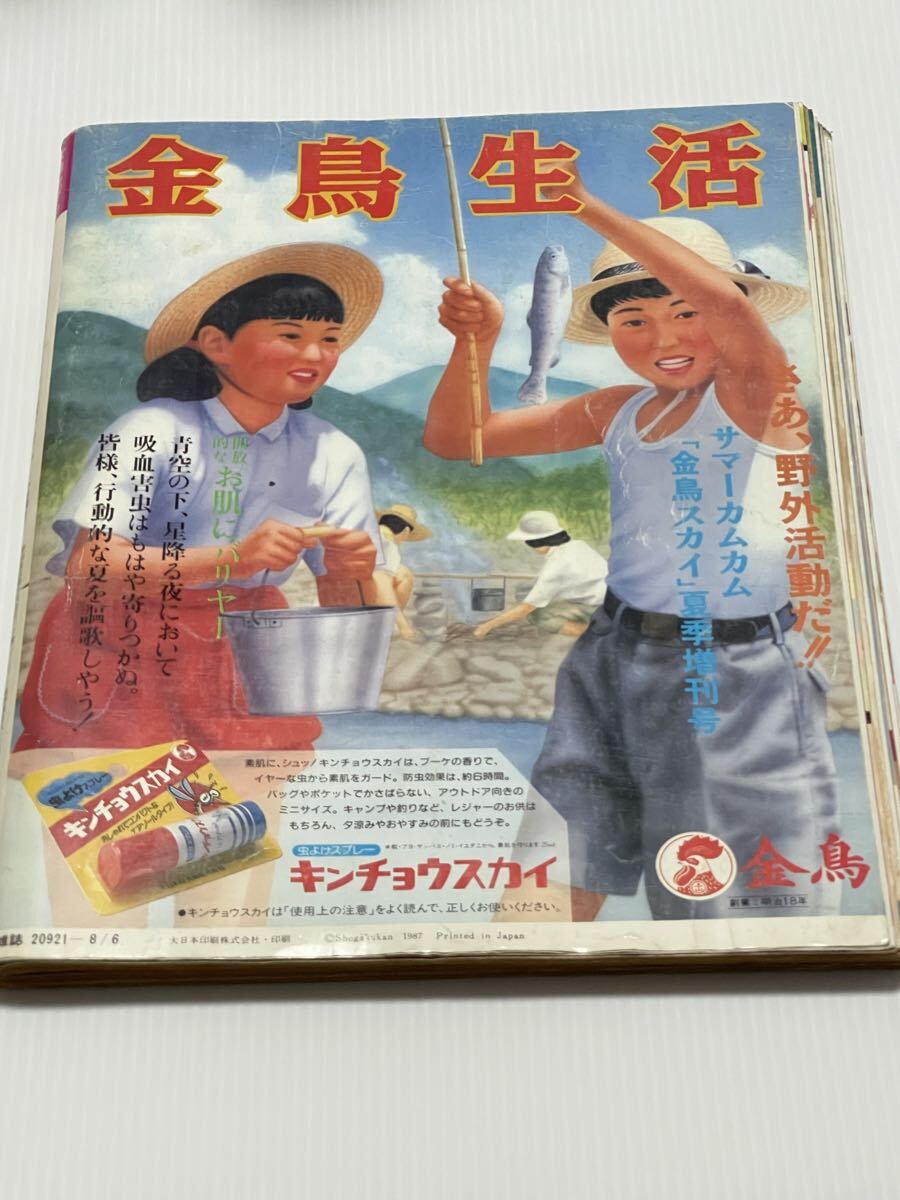 金鳥生活
さあ、野外活動だ!!
サマーカムカム
「金鳥スカイ」夏季増刊号
開放的な
お肌にバリヤー
青空の下、星降る夜において
吸血害虫はもはや寄りつかぬ。
皆様、行動的な夏を謳歌しやう!
素肌に、シュッ!キンチョウスカイは、ブーケの香りで、
イヤーな虫から素肌をガード。防虫効果は、約6時間。
バッグやポケットでかさばらない、アウトドア向きの
ミニサイズ。キャンプや釣りなど、レジャーのお供は
もちろん、夕涼みやおやすみの前にもどうぞ。
虫よけスプレー
キンチョウスカイ
●キンチョウスカイは「使用上の注意」をよく読んで、正しくお使いください。
虫よけスプレー
キンチョウスカイ
金鳥
創業・明治18年
雑誌 20921-8/6
大日本印刷株式会社・印刷
©Shogakukan 1987 Printed in Japan